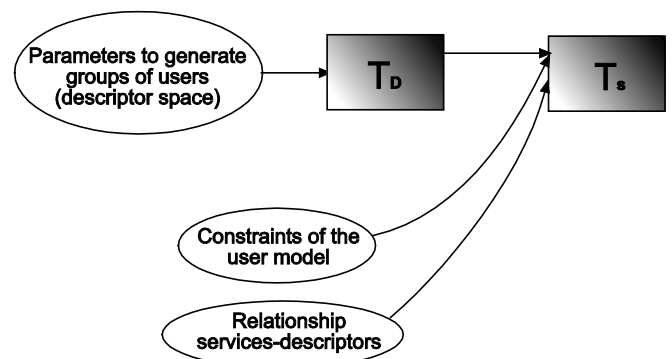 Parameters to generate
groups of users
(descriptor space)
TD
Ts
Constraints of the
user model
Relationship
services-descriptors